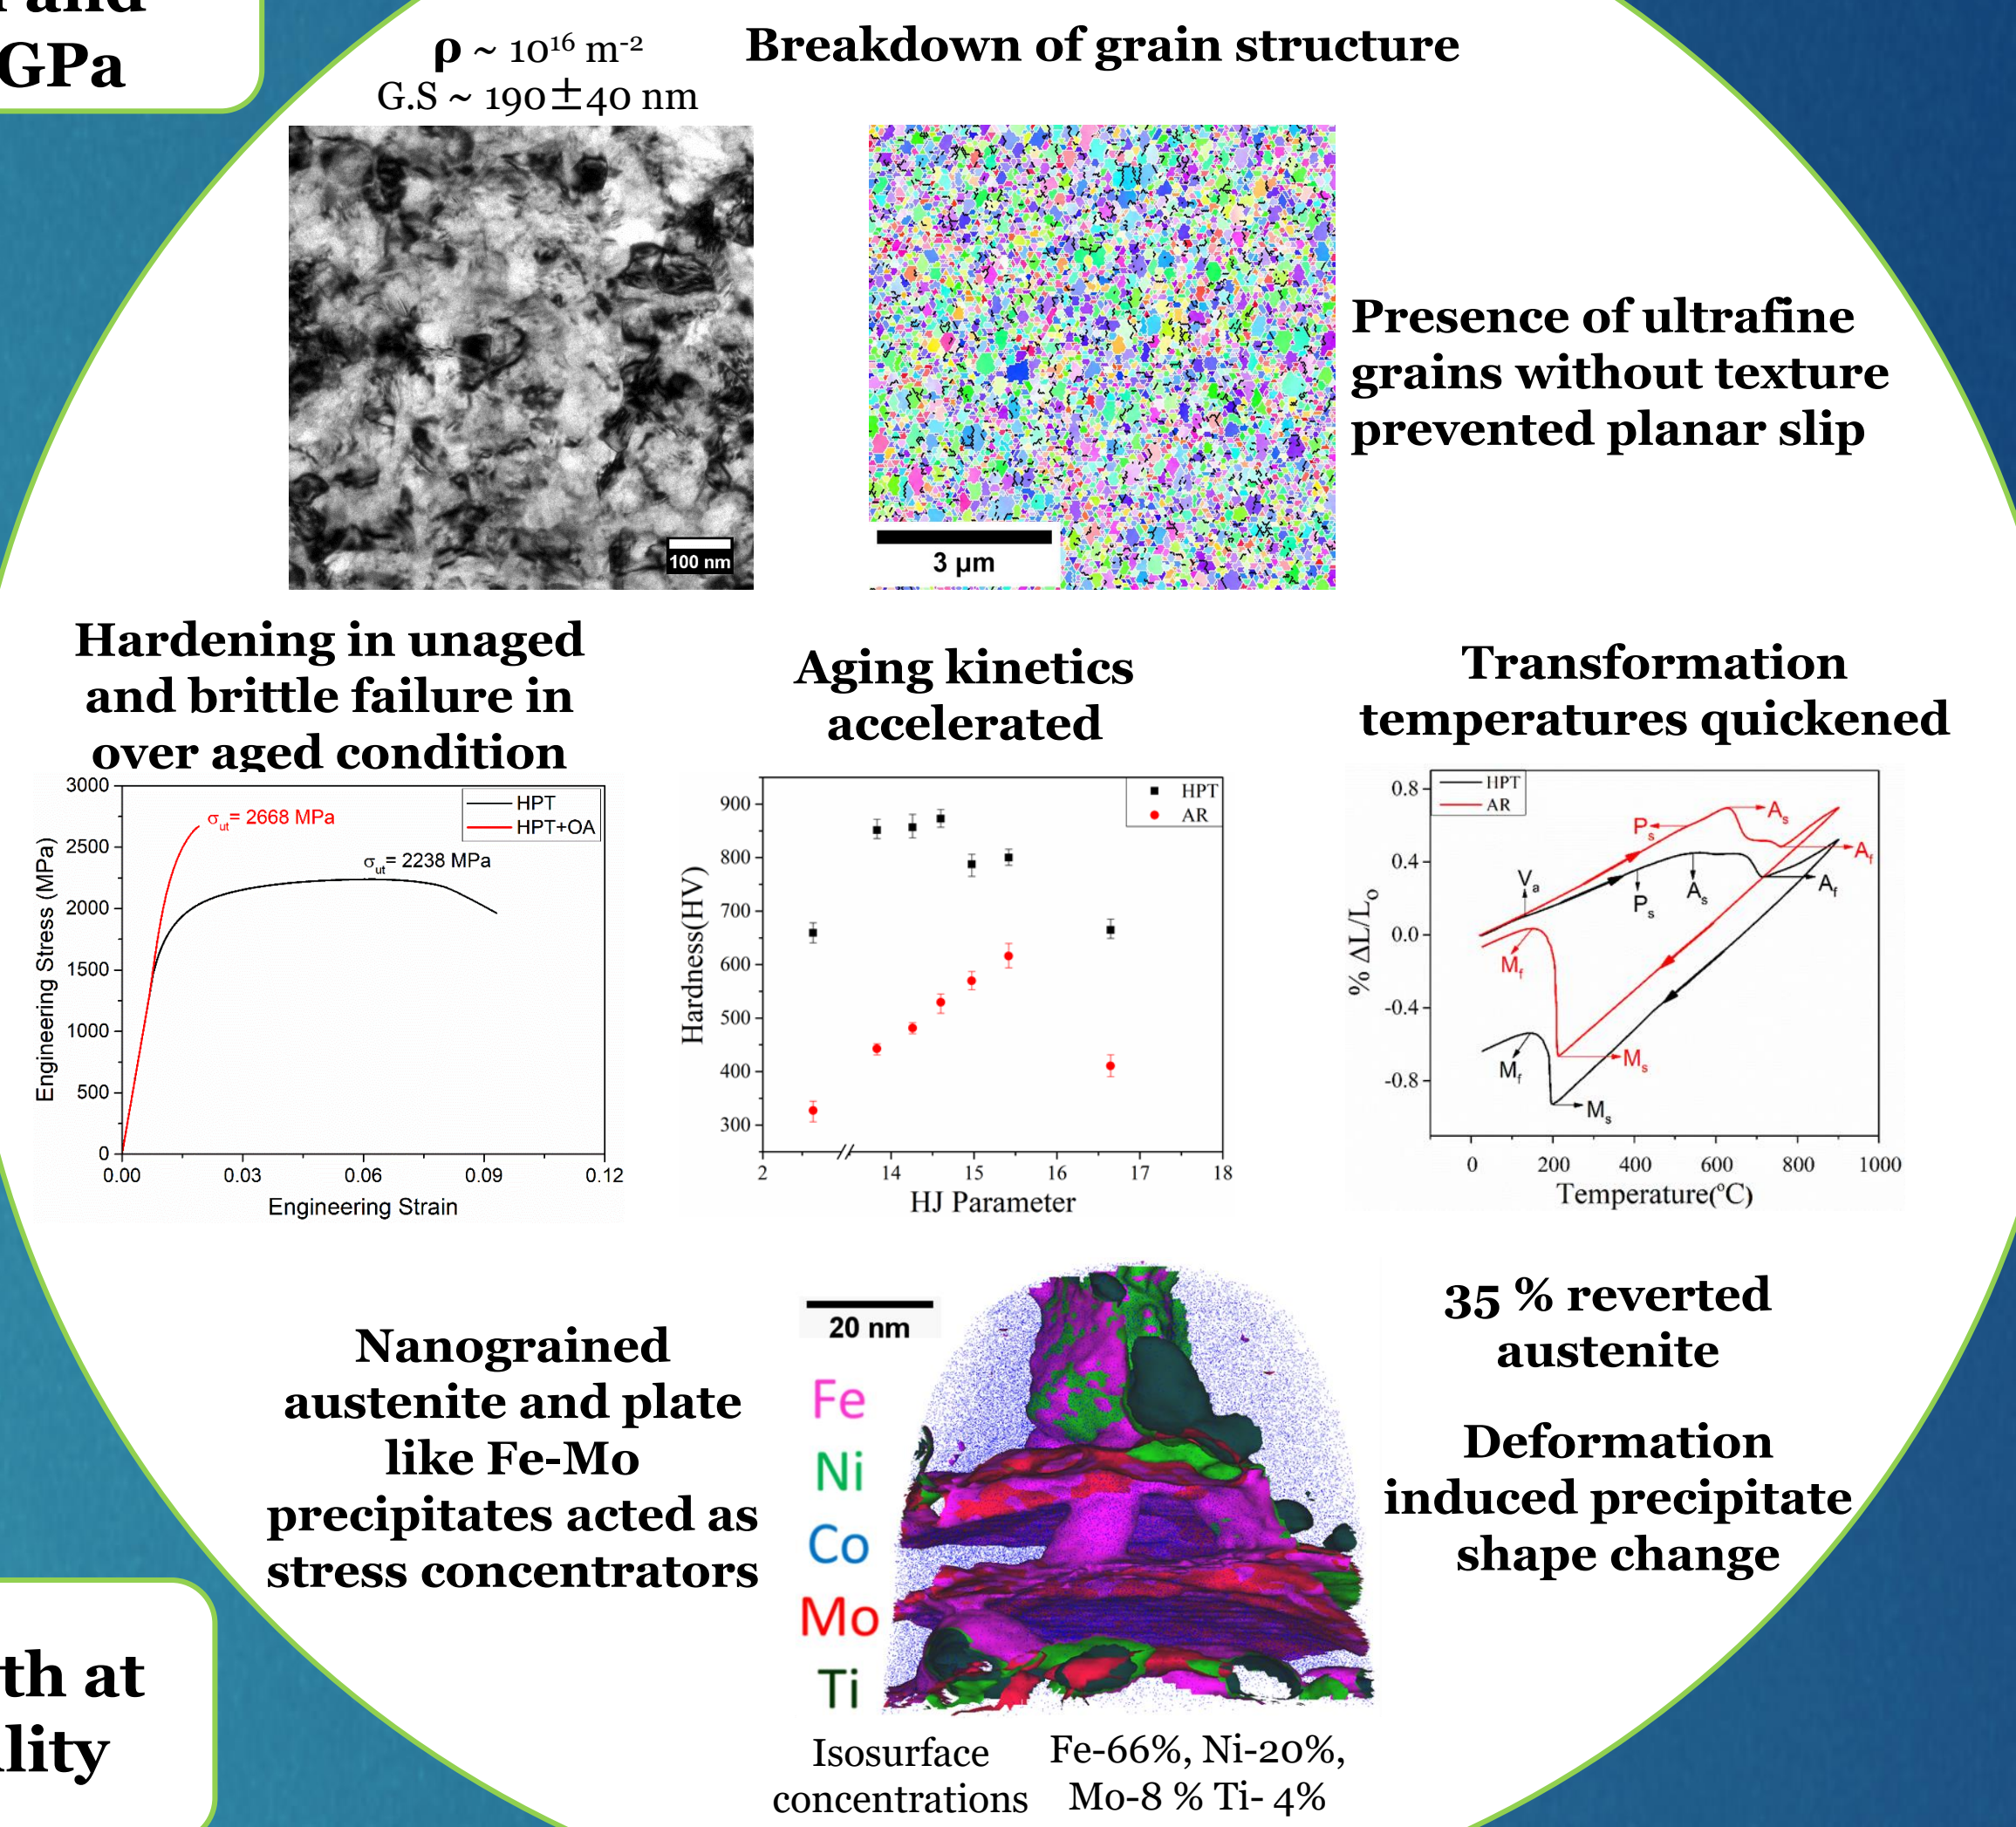 and
GPa
ρ ~ 10¹⁶ m⁻²
G.S ~ 190±40 nm
Breakdown of grain structure
100 nm
3 µm
Presence of ultrafine
grains without texture
prevented planar slip
Hardening in unaged
and brittle failure in
over aged condition
3000
2500
2000
1500
1000
500
0
Engineering Stress (MPa)
σut= 2668 MPa
σut= 2238 MPa
HPT
HPT+OA
0.00 0.03 0.06 0.09 0.12
Engineering Strain
Aging kinetics
accelerated
900
800
700
600
500
400
300
Hardness(HV)
HPT
AR
2 14 15 16 17 18
HJ Parameter
Transformation
temperatures quickened
0.8
0.4
0.0
-0.4
-0.8
% ΔL/Lo
HPT
AR
Ps
As
Af
Va
Ps
As
Af
Mf
Ms
Mf
Ms
0 200 400 600 800 1000
Temperature(°C)
Nanograined
austenite and plate
like Fe-Mo
precipitates acted as
stress concentrators
20 nm
Fe
Ni
Co
Mo
Ti
Isosurface
concentrations
Fe-66%, Ni-20%,
Mo-8 % Ti- 4%
35 % reverted
austenite
Deformation
induced precipitate
shape change
th at
lity